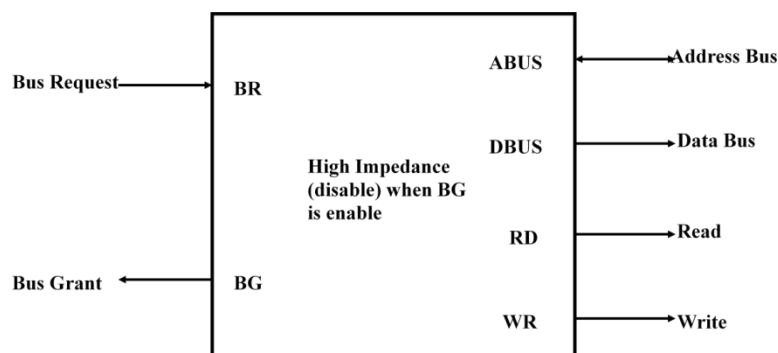 Bus Request
BR
ABUS
Address Bus
DBUS
Data Bus
High Impedance
(disable) when BG
is enable
RD
Read
Bus Grant
BG
WR
Write